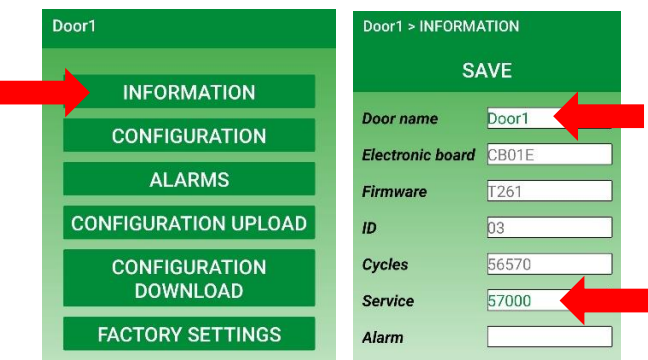 Door1
INFORMATION
CONFIGURATION
ALARMS
CONFIGURATION UPLOAD
CONFIGURATION
DOWNLOAD
FACTORY SETTINGS
Door1 > INFORMATION
SAVE
Door name Door1
Electronic board CB01E
Firmware T261
ID 03
Cycles 56570
Service 57000
Alarm